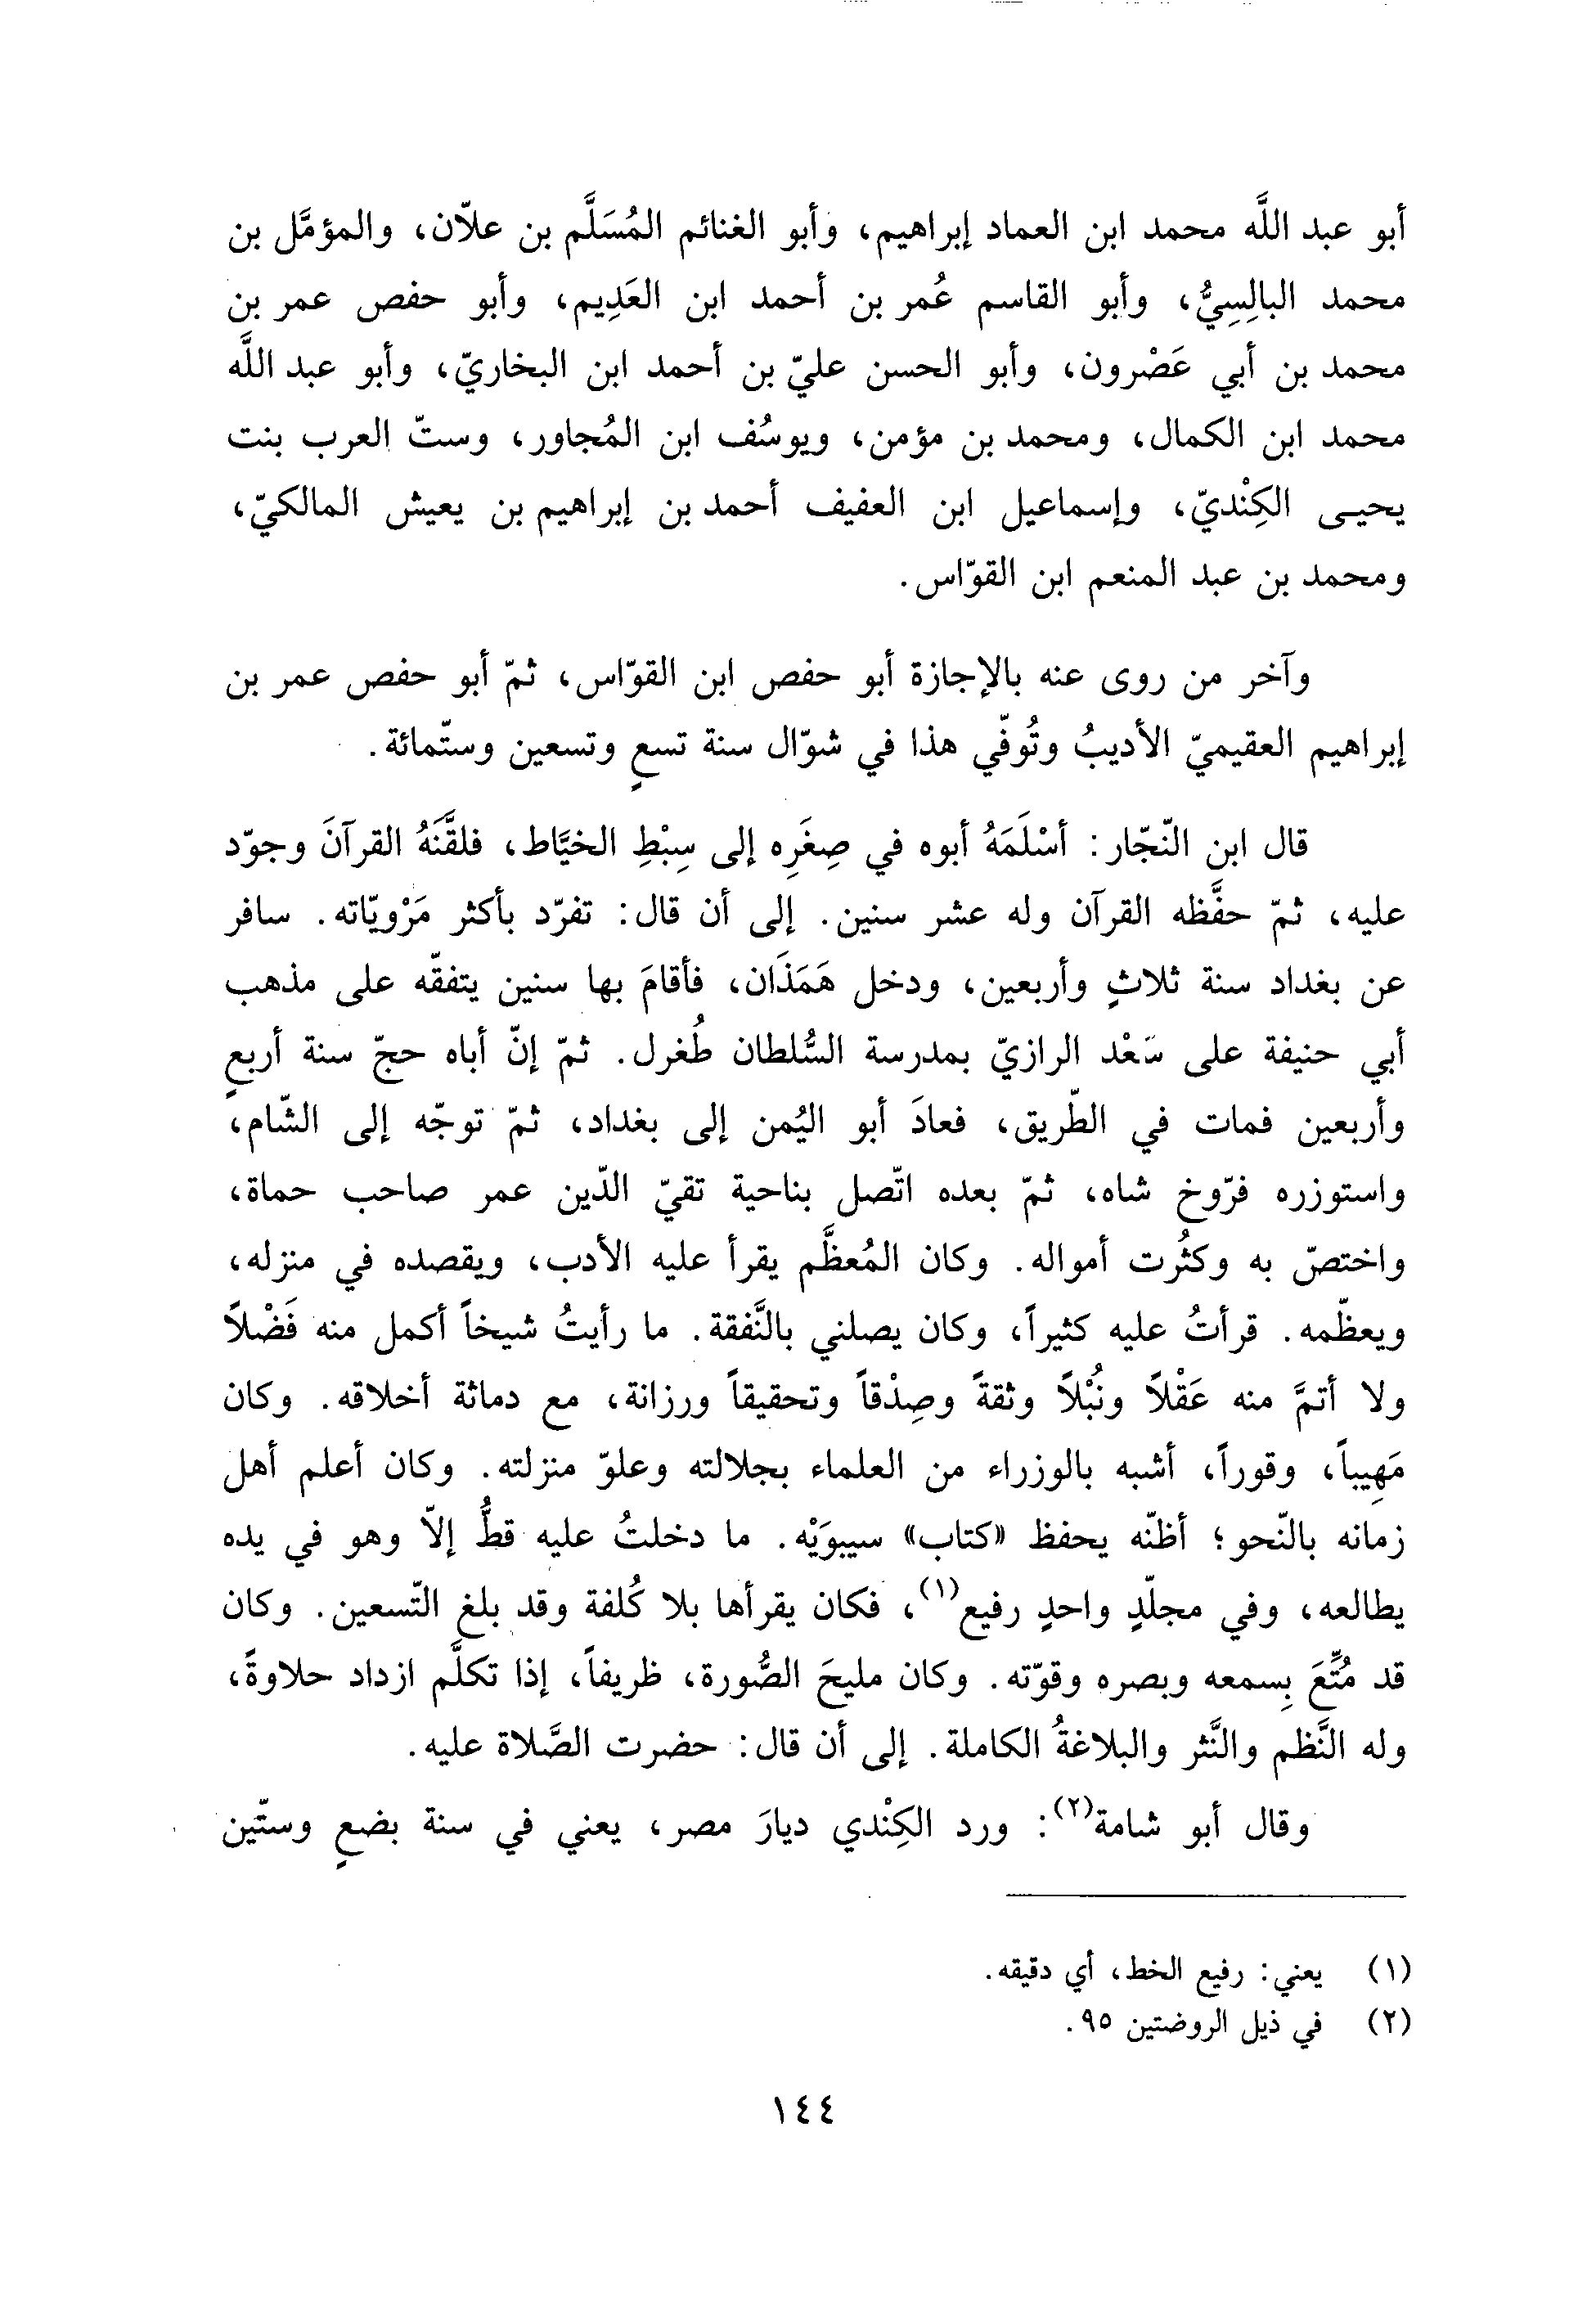 أبو عبد اللَّه محمد ابن العماد إبراهيم، وأبو الغنائم المُسَلَّم بن علاّن، والمؤمَّل بن
محمد البالِسِيُّ، وأبو القاسم عُمر بن أحمد ابن العَدِيم، وأبو حفص عمر بن
محمد بن أبي عَصْرون، وأبو الحسن عليّ بن أحمد ابن البخاريّ، وأبو عبد اللَّه
محمد ابن الكمال، ومحمد بن مؤمن، ويوسُف ابن المُجاور، وستّ العرب بنت
يحيى الكِنْديّ، وإسماعيل ابن العفيف أحمد بن إبراهيم بن يعيش المالكيّ،
ومحمد بن عبد المنعم ابن القوّاس.
وآخر من روى عنه بالإجازة أبو حفص ابن القوّاس، ثمّ أبو حفص عمر بن
إبراهيم العقيميّ الأديبُ وتُوفّي هذا في شوّال سنة تسعٍ وتسعين وستّمائة.
قال ابن النّجّار: أسْلَمَهُ أبوه في صِغَرِه إلى سِبْطِ الخيَّاط، فلقَّنَهُ القرآنَ وجوّد
عليه، ثمّ حفَّظه القرآن وله عشر سنين. إلى أن قال: تفرّد بأكثر مَرْويّاته. سافر
عن بغداد سنة ثلاثٍ وأربعين، ودخل هَمَذَان، فأقامَ بها سنين يتفقّه على مذهب
أبي حنيفة على سَعْد الرازيّ بمدرسة السُّلطان طُغرل. ثمّ إنّ أباه حجّ سنة أربعٍ
وأربعين فمات في الطّريق، فعادَ أبو اليُمن إلى بغداد، ثمّ توجّه إلى الشّام،
واستوزره فرّوخ شاه، ثمّ بعده اتّصل بناحية تقيّ الدّين عمر صاحب حماة،
واختصّ به وكثُرت أمواله. وكان المُعظَّم يقرأ عليه الأدب، ويقصده في منزله،
ويعظّمه. قرأتُ عليه كثيراً، وكان يصلني بالنَّفقة. ما رأيتُ شيخاً أكمل منه فَضْلاً
ولا أتمَّ منه عَقْلاً ونُبْلاً وثقةً وصِدْقاً وتحقيقاً ورزانة، مع دماثة أخلاقه. وكان
مَهِيباً، وقوراً، أشبه بالوزراء من العلماء بجلالته وعلوّ منزلته. وكان أعلم أهل
زمانه بالنّحو؛ أظنّه يحفظ «كتاب» سيبوَيْه. ما دخلتُ عليه قطُّ إلاّ وهو في يده
يطالعه، وفي مجلّدٍ واحدٍ رفيع(١)، فكان يقرأها بلا كُلفة وقد بلغ التّسعين. وكان
قد مُتِّعَ بِسمعه وبصره وقوّته. وكان مليحَ الصُّورة، ظريفاً، إذا تكلَّم ازداد حلاوةً،
وله النَّظم والنَّثر والبلاغةُ الكاملة. إلى أن قال: حضرت الصَّلاة عليه.
وقال أبو شامة(٢): ورد الكِنْدي ديارَ مصر، يعني في سنة بضعٍ وستّين
(١) يعني: رفيع الخط، أي دقيقه.
(٢) في ذيل الروضتين ٩٥.
١٤٤